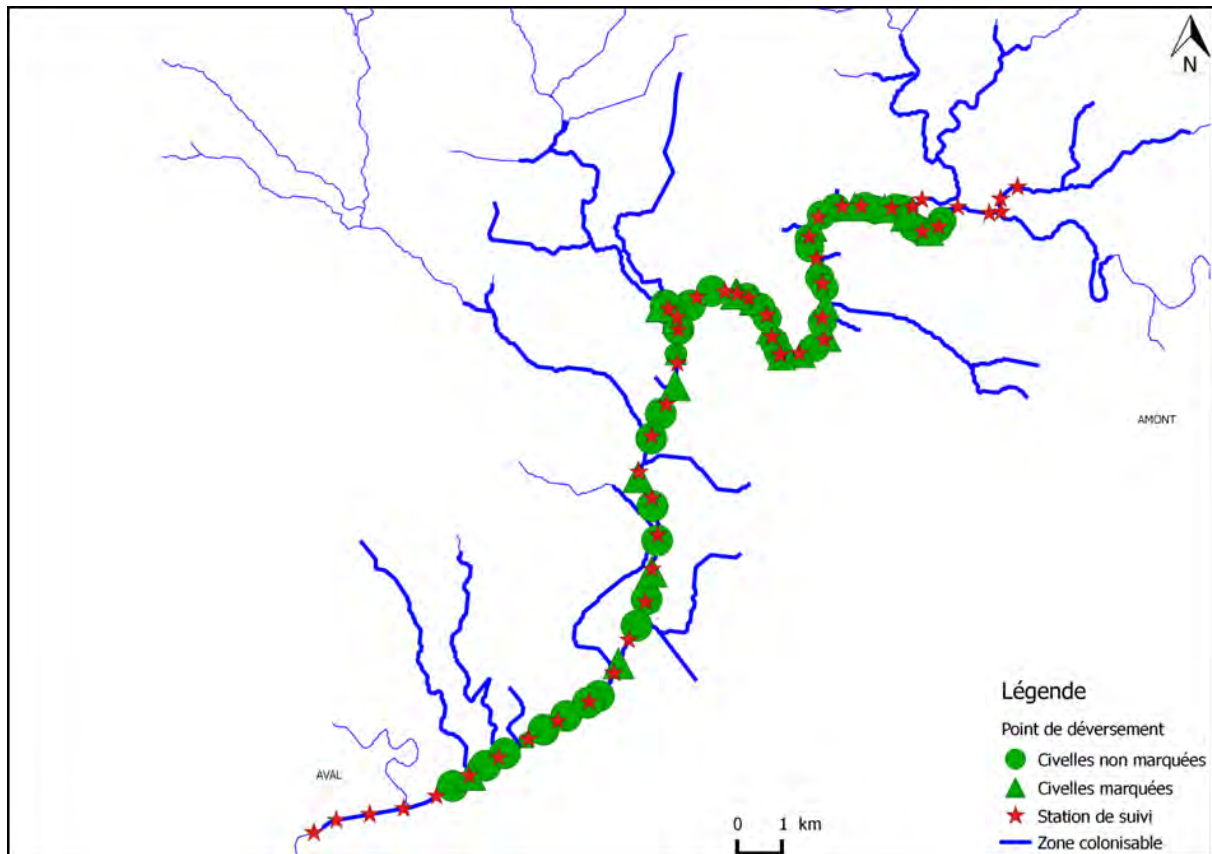 N
AMONT
AVAL
Légende
Point de déversement
Civelles non marquées
Civelles marquées
Station de suivi
Zone colonisable
0 1 km